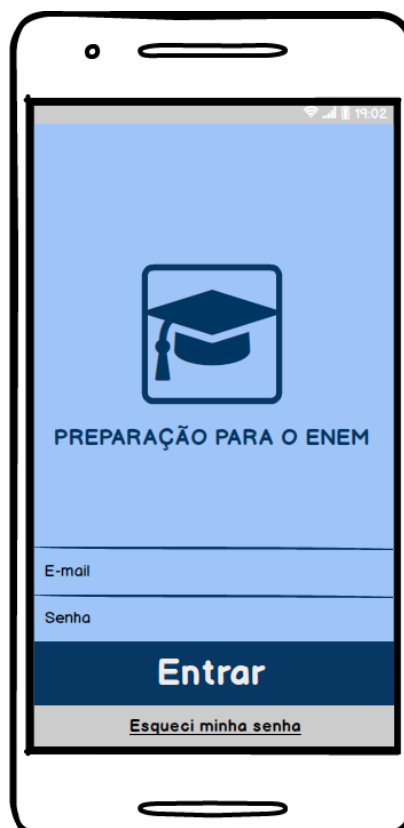 19:02
PREPARAÇÃO PARA O ENEM
E-mail
Senha
Entrar
Esqueci minha senha